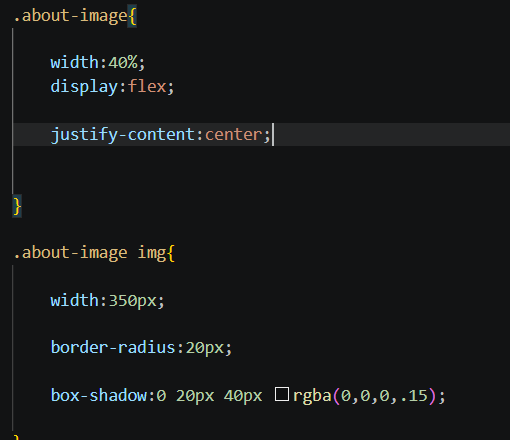 .about-image{
width:40%;
display:flex;
justify-content:center;
}
.about-image img{
width:350px;
border-radius:20px;
box-shadow:0 20px 40px rgba(0,0,0,.15);
}